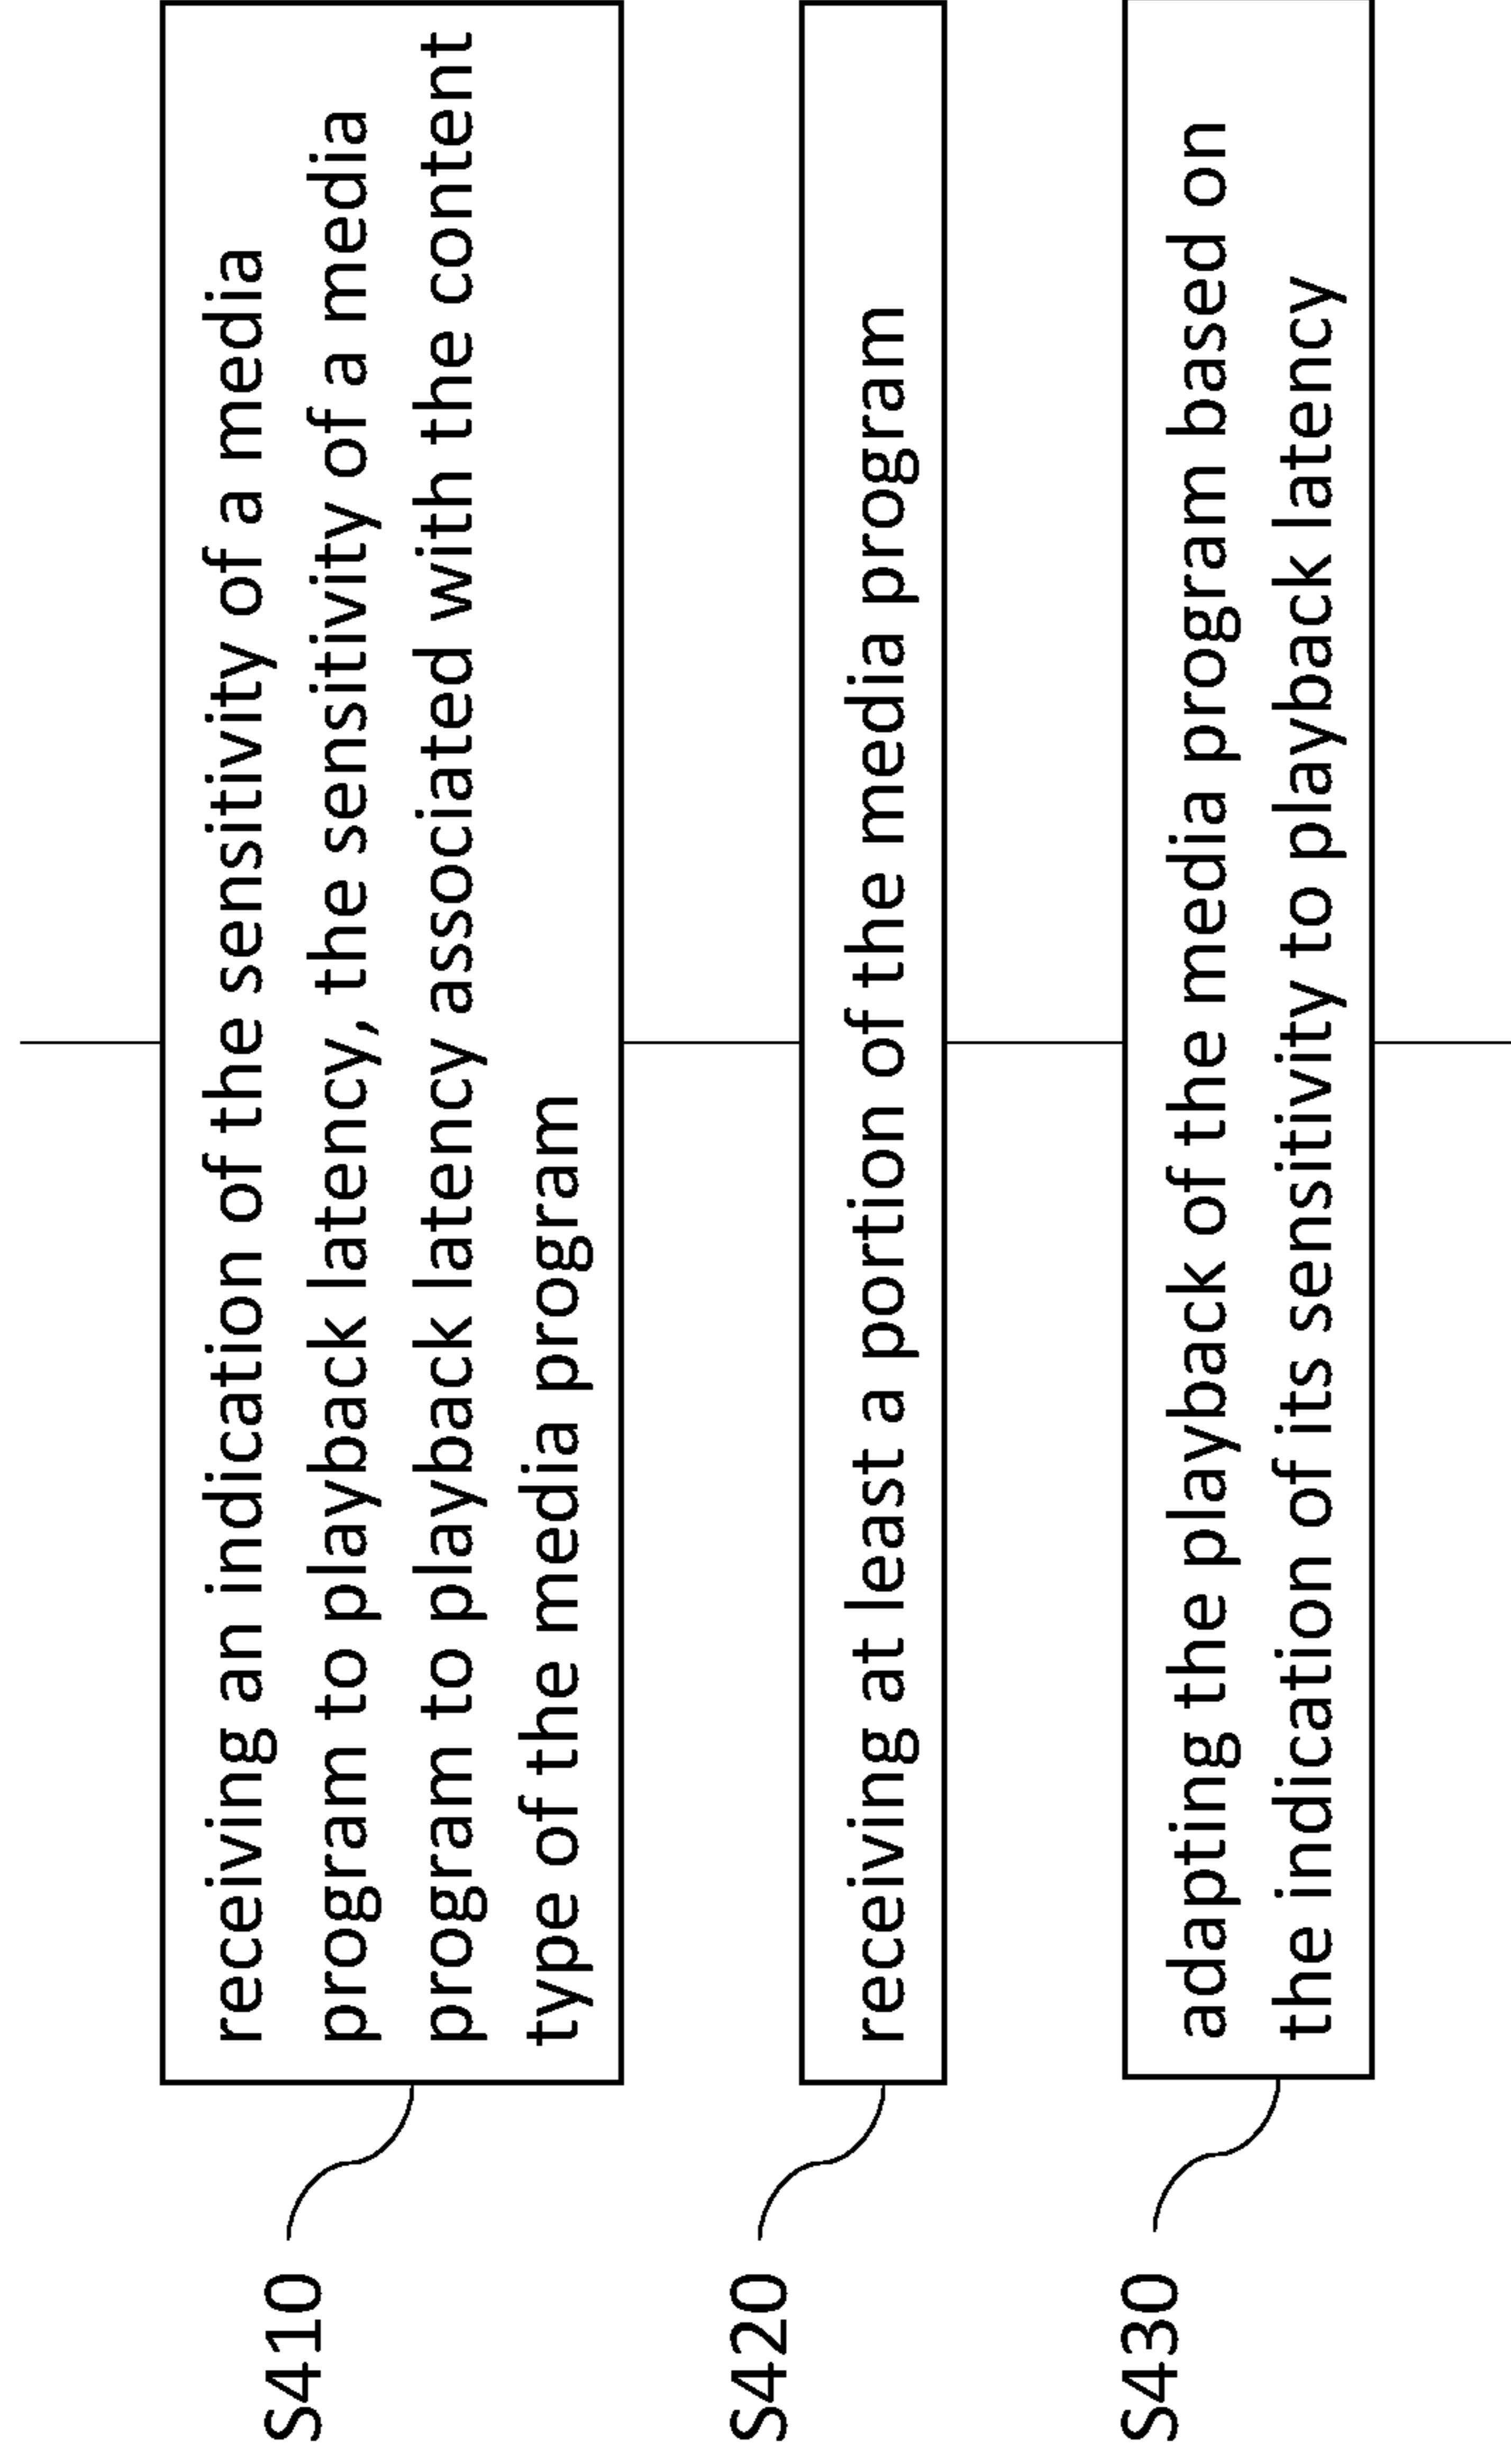 S410
receiving an indication of the sensitivity of a media
program to playback latency, the sensitivity of a media
program to playback latency associated with the content
type of the media program
S420
receiving at least a portion of the media program
S430
adapting the playback of the media program based on
the indication of its sensitivity to playback latency